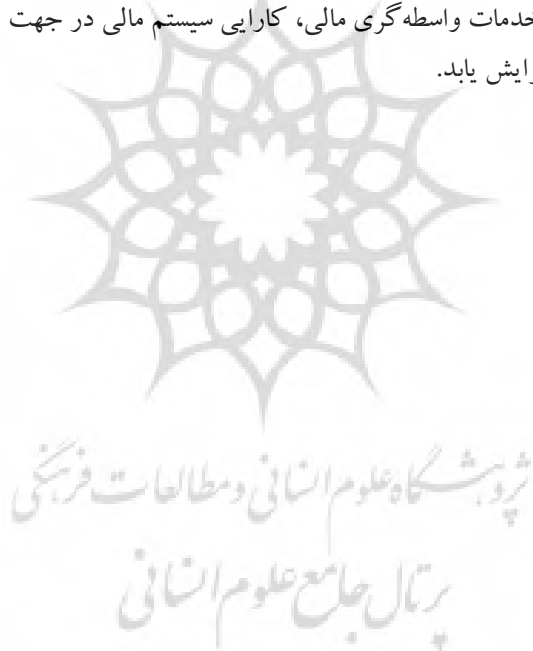 خدمات واسطه‌گری مالی، کارایی سیستم مالی در جهت
یابد.
پژوهشگاه علوم انسانی و مطالعات فرهنگی
پرتال جامع علوم انسانی